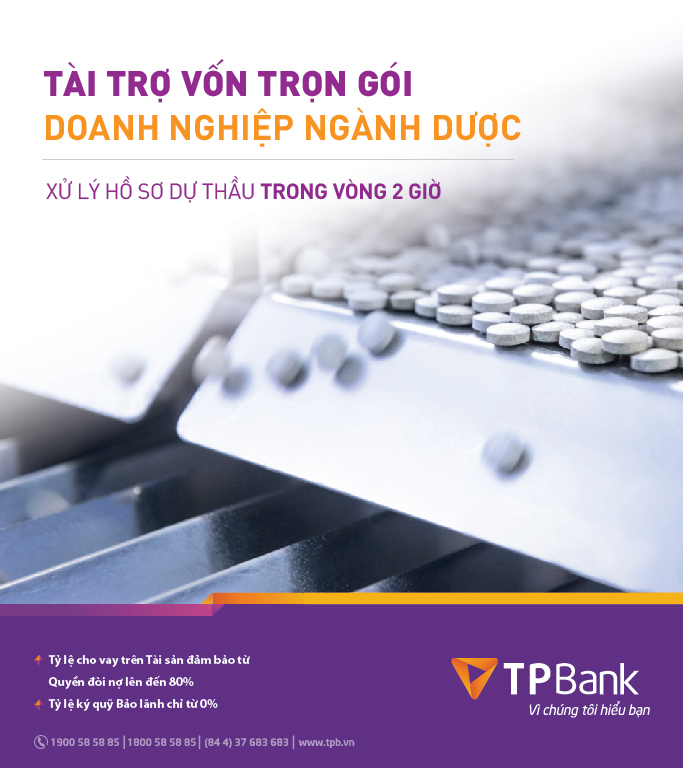 TÀI TRỢ VỐN TRỌN GÓI
DOANH NGHIỆP NGÀNH DƯỢC
XỬ LÝ HỒ SƠ DỰ THẦU TRONG VÒNG 2 GIỜ
Tỷ lệ cho vay trên Tài sản đảm bảo từ
Quyền đòi nợ lên đến 80%
Tỷ lệ ký quỹ Bảo lãnh chỉ từ 0%
TPBank
Vì chúng tôi hiểu bạn
1900 58 58 85 | 1800 58 58 85 | (84 4) 37 683 683 | www.tpb.vn